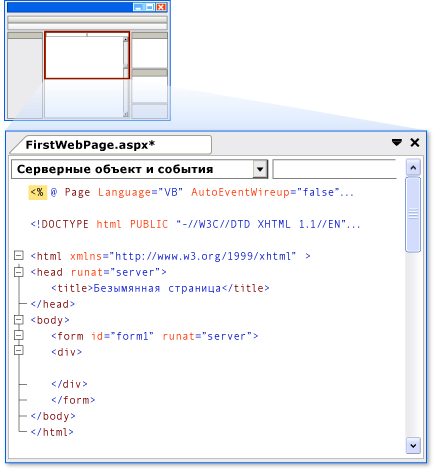 FirstWebPage.aspx*
Серверные объект и события
<% @ Page Language="VB" AutoEventWireup="false"...
<!DOCTYPE html PUBLIC "-//W3C//DTD XHTML 1.1//EN"...
<html xmlns="http://www.w3.org/1999/xhtml" >
<head runat="server">
<title>Безымянная страница</title>
</head>
<body>
<form id="form1" runat="server">
<div>
</div>
</form>
</body>
</html>